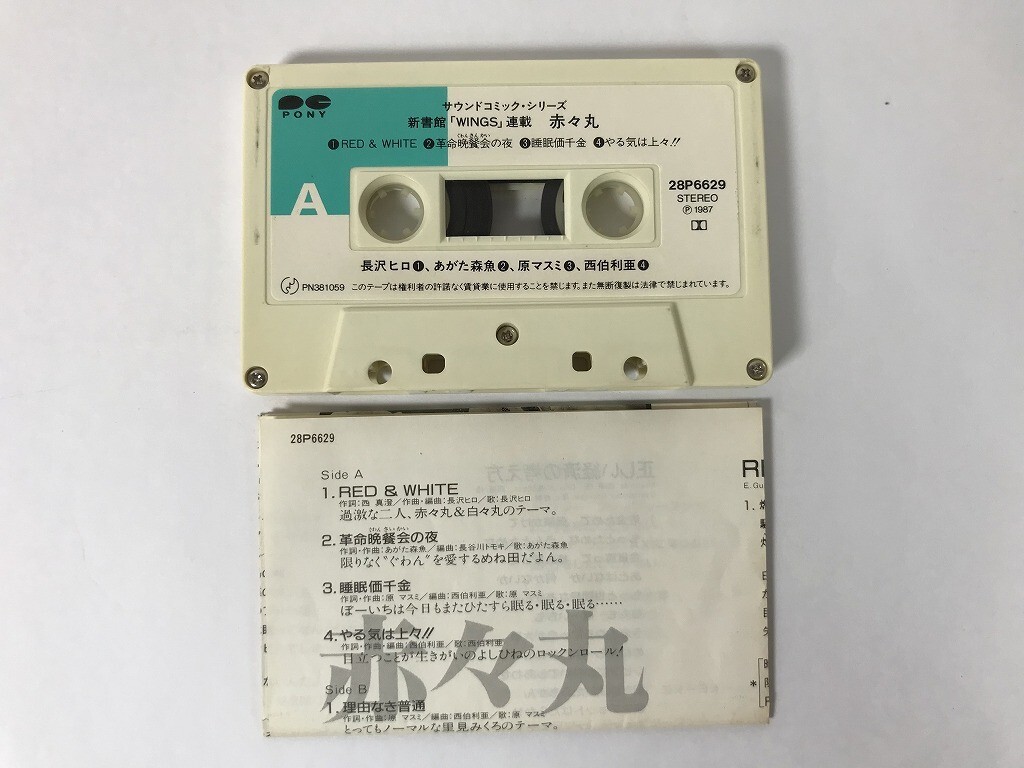 PONY
A
サウンドコミック・シリーズ
新書館「WINGS」連載 赤々丸
❶RED & WHITE ❷革命晩餐会の夜 ❸睡眠価千金 ❹やる気は上々!!
28P6629
STEREO
Ⓟ1987
長沢ヒロ❶、あがた森魚❷、原マスミ❸、西伯利亜❹
PN381059 このテープは権利者の許諾なく賃貸業に使用することを禁じます。また無断複製は法律で禁じられています。
28P6629
Side A
1. RED & WHITE
作詞:西 真澄/作曲・編曲:長沢ヒロ/歌:長沢ヒロ
過激な二人、赤々丸&白々丸のテーマ。
2. 革命晩餐会の夜
作詞・作曲:あがた森魚/編曲:長谷川トモキ/歌:あがた森魚
限りなく“ぐわん”を愛するめね田だよん。
3. 睡眠価千金
作詞・作曲:原 マスミ/編曲:西伯利亜/歌:原 マスミ
ぼーいちは今日もまたひたすら眠る・眠る・眠る……
4. やる気は上々!!
作詞・作曲・編曲:西伯利亜/歌:西伯利亜
目立つことが生きがいのよしひねのロックンロール!
赤々丸
Side B
1. 理由なき普通
作詞・作曲:原 マスミ/編曲:西伯利亜/歌:原 マスミ
とってもノーマルな里見みくろのテーマ。
E.Gu
1.